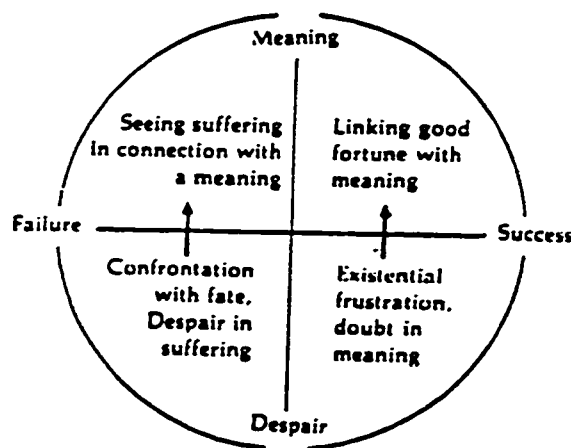 Meaning
Seeing suffering
in connection with
a meaning
Linking good
fortune with
meaning
Failure
Success
Confrontation
with fate,
Despair in
suffering
Existential
frustration,
doubt in
meaning
Despair